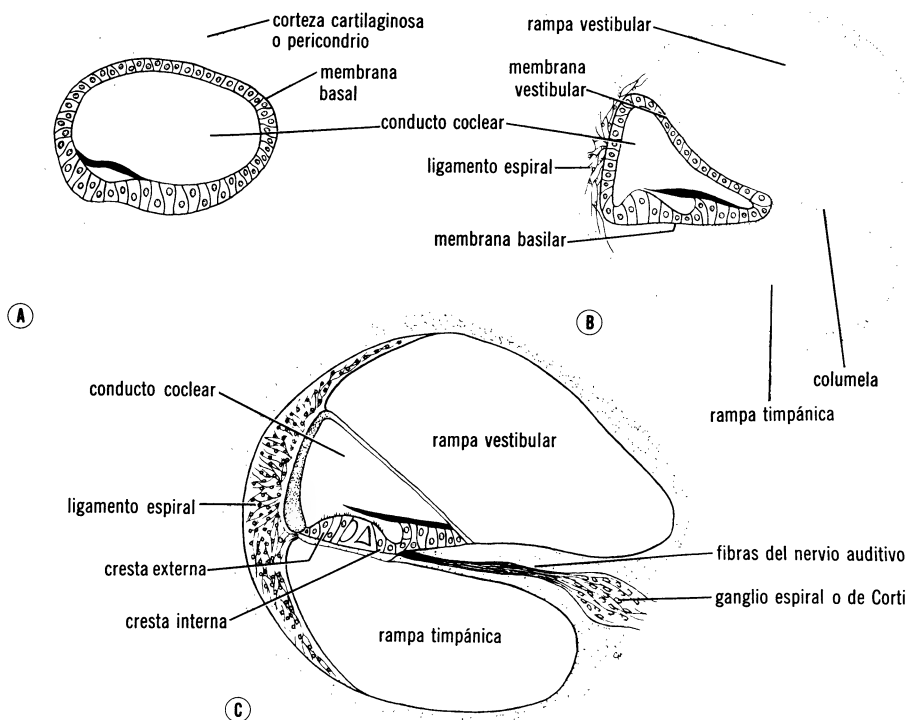 corteza cartilaginosa
o pericondrio
membrana
basal
conducto coclear
A
rampa vestibular
membrana
vestibular
ligamento espiral
membrana basilar
B
columela
rampa timpánica
conducto coclear
rampa vestibular
ligamento espiral
cresta externa
cresta interna
rampa timpánica
fibras del nervio auditivo
ganglio espiral o de Corti
C